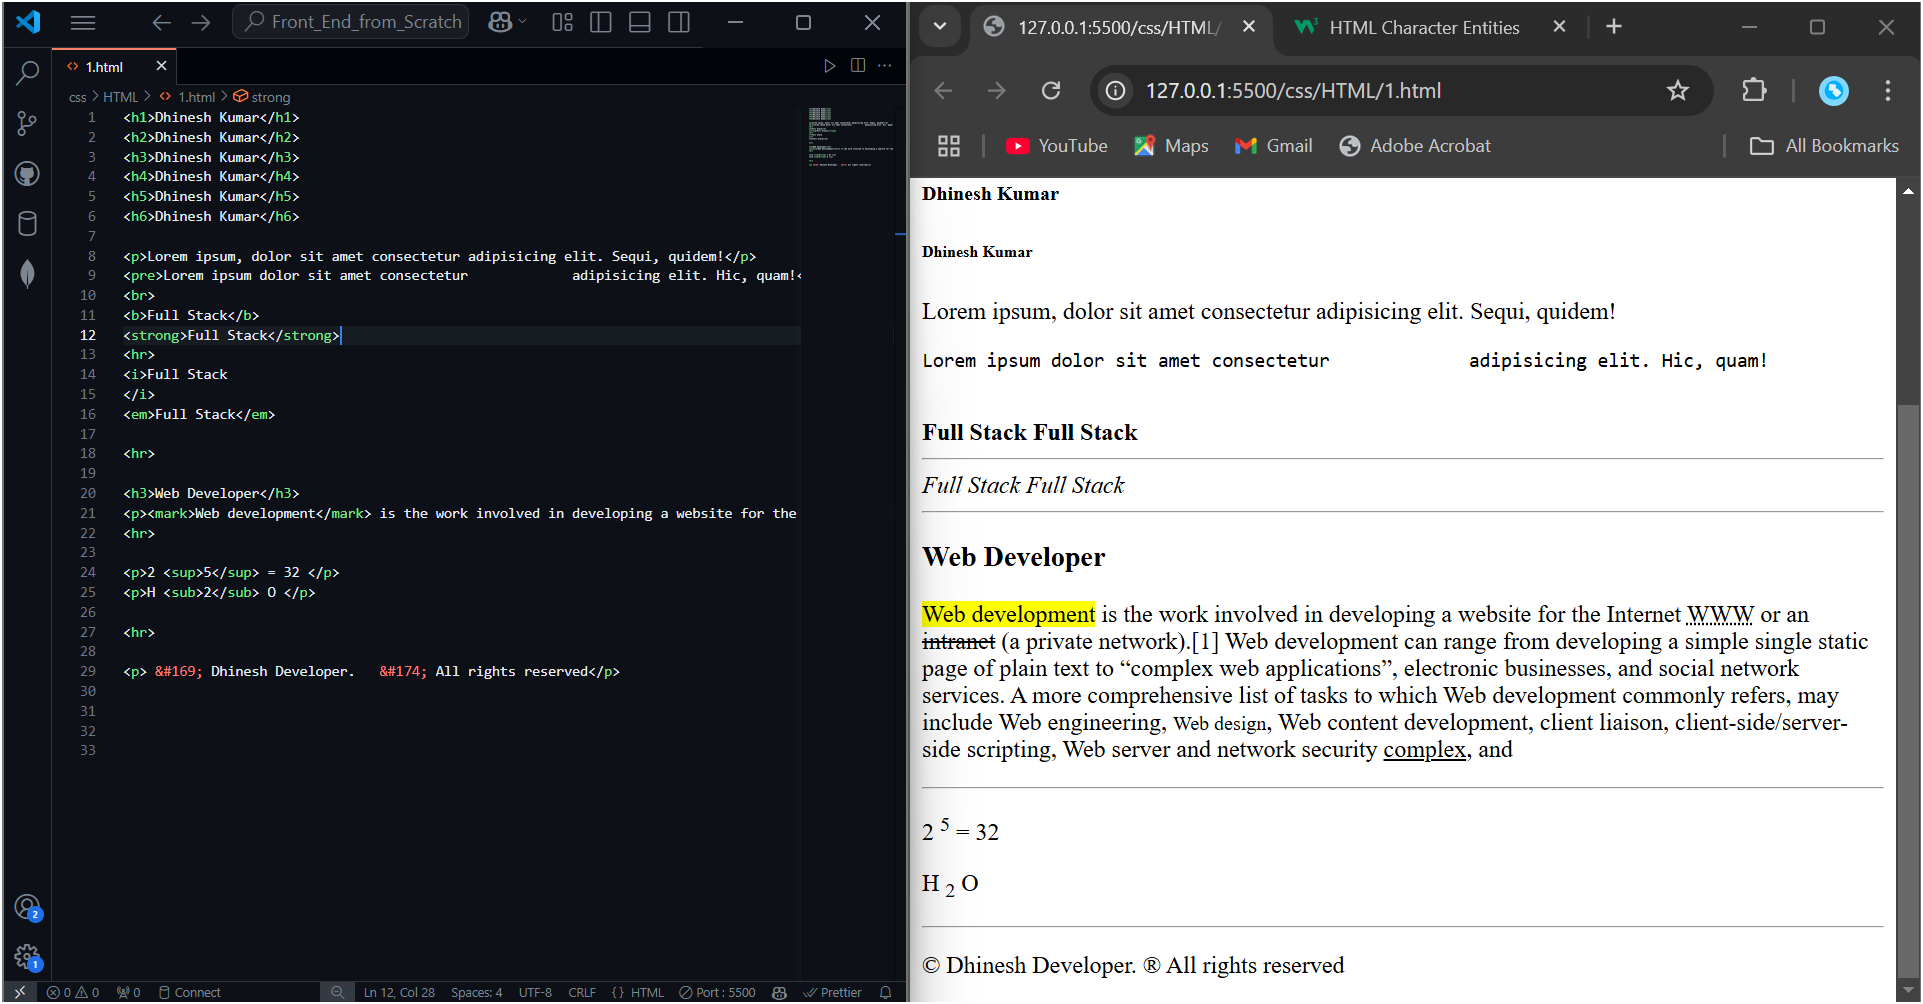 Front_End_from_Scratch
1.html
css > HTML > 1.html > strong
1 <h1>Dhinesh Kumar</h1>
2 <h2>Dhinesh Kumar</h2>
3 <h3>Dhinesh Kumar</h3>
4 <h4>Dhinesh Kumar</h4>
5 <h5>Dhinesh Kumar</h5>
6 <h6>Dhinesh Kumar</h6>
7
8 <p>Lorem ipsum, dolor sit amet consectetur adipisicing elit. Sequi, quidem!</p>
9 <pre>Lorem ipsum dolor sit amet consectetur             adipisicing elit. Hic, quam!<
10 <br>
11 <b>Full Stack</b>
12 <strong>Full Stack</strong>
13 <hr>
14 <i>Full Stack
15 </i>
16 <em>Full Stack</em>
17
18 <hr>
19
20 <h3>Web Developer</h3>
21 <p><mark>Web development</mark> is the work involved in developing a website for the
22 <hr>
23
24 <p>2 <sup>5</sup> = 32 </p>
25 <p>H <sub>2</sub> O </p>
26
27 <hr>
28
29 <p> &#169; Dhinesh Developer.   &#174; All rights reserved</p>
30
31
32
33
2
1
0 0 0 Connect Ln 12, Col 28 Spaces: 4 UTF-8 CRLF {} HTML Port : 5500 Prettier
127.0.0.1:5500/css/HTML/ HTML Character Entities
127.0.0.1:5500/css/HTML/1.html
YouTube Maps Gmail Adobe Acrobat All Bookmarks
Dhinesh Kumar
Dhinesh Kumar
Lorem ipsum, dolor sit amet consectetur adipisicing elit. Sequi, quidem!
Lorem ipsum dolor sit amet consectetur             adipisicing elit. Hic, quam!
Full Stack Full Stack
Full Stack Full Stack
Web Developer
Web development is the work involved in developing a website for the Internet WWW or an
intranet (a private network).[1] Web development can range from developing a simple single static
page of plain text to “complex web applications”, electronic businesses, and social network
services. A more comprehensive list of tasks to which Web development commonly refers, may
include Web engineering, Web design, Web content development, client liaison, client-side/server-
side scripting, Web server and network security complex, and
2 5 = 32
H 2 O
© Dhinesh Developer. ® All rights reserved